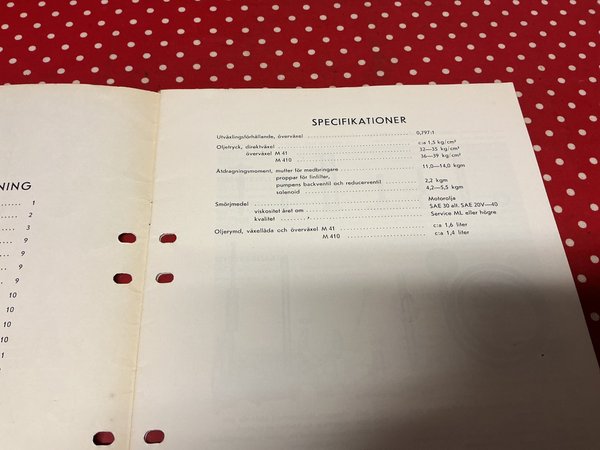 NING
1
2
3
9
9
9
9
10
10
10
10
1
SPECIFIKATIONER
Utväxlingsförhållande, överväxel 0,797:1
Oljetryck, direktväxel c:a 1,5 kg/cm²
överväxel M 41 32—35 kg/cm²
M 410 36—39 kg/cm²
Åtdragningsmoment, mutter för medbringare 11,0—14,0 kgm
proppar för finfilter,
pumpens backventil och reducerventil 2,2 kgm
solenoid 4,2—5,5 kgm
Smörjmedel Motorolja
viskositet året om SAE 30 alt. SAE 20W—40
kvalitet Service ML eller högre
Oljerymd, växellåda och överväxel M 41 c:a 1,6 liter
M 410 c:a 1,4 liter